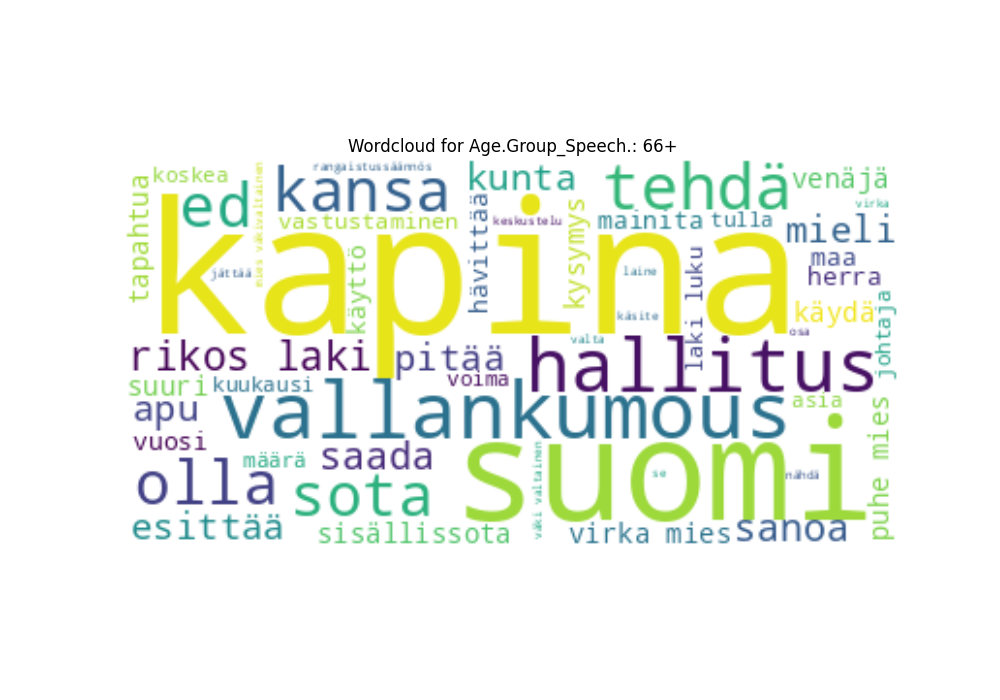 Wordcloud for Age.Group_Speech.: 66+
koskea
rangaistussäännös
kunta
tehdä
venäjä
tapahtua
ed
mies väkivaltainen
kansa
vastustaminen
hävittää
keskustelu
kysymys
mainita
tulla
virka
mieli
kapina
jättää
käyttö
laine
käsite
laki luku
maa
herra
käydä
johtaja
osa
valta
rikos laki
pitää
voima
hallitus
suuri
kuukausi
apu
vallankumous
asia
vuosi
määrä
saada
suomi
puhe mies
olla
sota
väki valtainen
se
nähdä
esittää
sisällissota
virka mies
sanoa